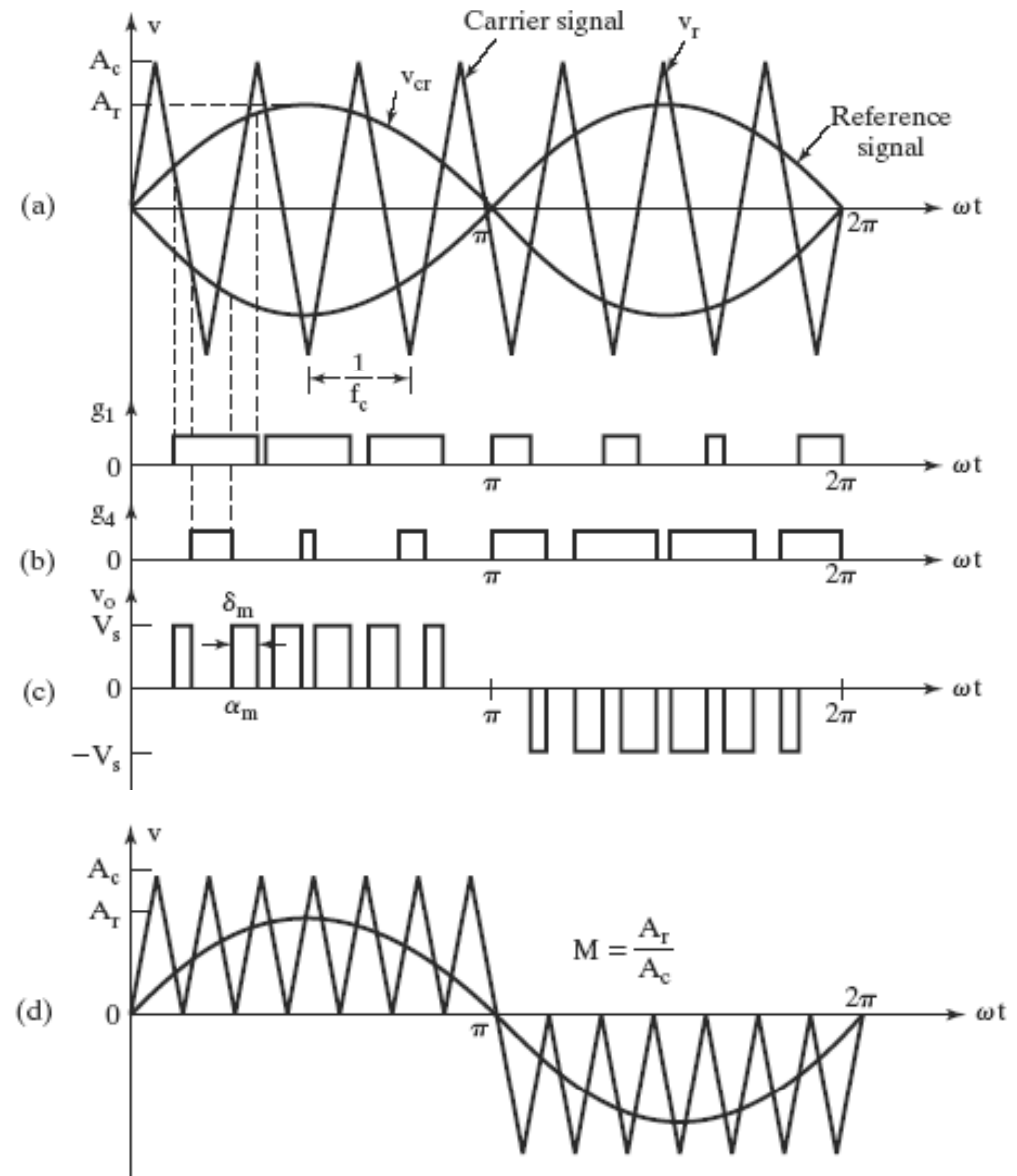 v
Carrier signal
v_r
A_c
v_cr
A_r
Reference
signal
(a)
ωt
π
2π
1
f_c
g_1
0
ωt
π
2π
g_4
(b)
0
ωt
π
2π
v_o
V_s
δ_m
(c)
0
ωt
α_m
π
2π
−V_s
v
A_c
A_r
M = A_r
A_c
(d)
0
2π
ωt
π